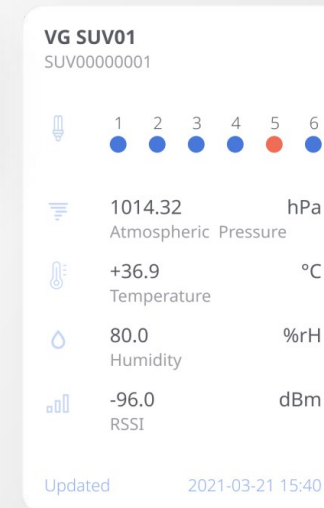 VG SUV01
SUV00000001
1 2 3 4 5 6
1014.32 hPa
Atmospheric Pressure
+36.9 °C
Temperature
80.0 %rH
Humidity
-96.0 dBm
RSSI
Updated 2021-03-21 15:40